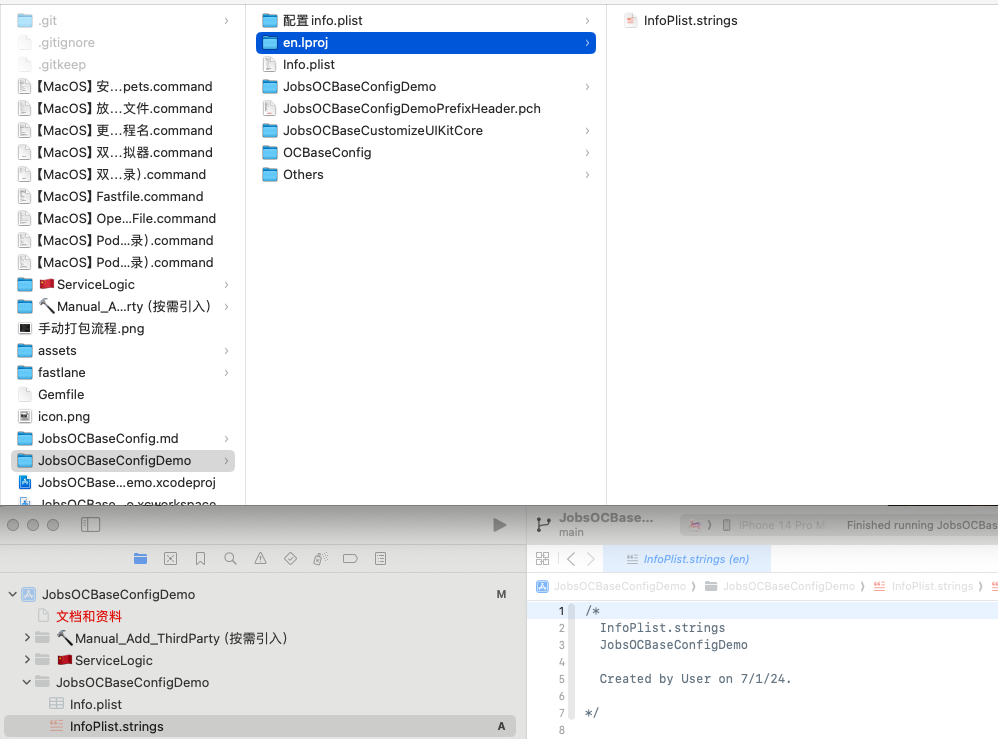 .git
.gitignore
.gitkeep
【MacOS】安…pets.command
【MacOS】放…文件.command
【MacOS】更…程名.command
【MacOS】双…拟器.command
【MacOS】双…录).command
【MacOS】Fastfile.command
【MacOS】Ope…File.command
【MacOS】Pod…录).command
【MacOS】Pod…录).command
ServiceLogic
Manual_A…rty (按需引入)
手动打包流程.png
assets
fastlane
Gemfile
icon.png
JobsOCBaseConfig.md
JobsOCBaseConfigDemo
JobsOCBase…emo.xcodeproj
JobsOCBase…e.xcworkspace
配置 info.plist
en.lproj
Info.plist
JobsOCBaseConfigDemo
JobsOCBaseConfigDemoPrefixHeader.pch
JobsOCBaseCustomizeUIKitCore
OCBaseConfig
Others
InfoPlist.strings
JobsOCBase...
main
iPhone 14 Pro M
Finished running JobsOCBas
InfoPlist.strings (en)
JobsOCBaseConfigDemo
JobsOCBaseConfigDemo
InfoPlist.strings
JobsOCBaseConfigDemo M
文档和资料
Manual_Add_ThirdParty (按需引入)
ServiceLogic
JobsOCBaseConfigDemo
Info.plist
InfoPlist.strings A
1 /*
2 InfoPlist.strings
3 JobsOCBaseConfigDemo
4
5 Created by User on 7/1/24.
6
7 */
8